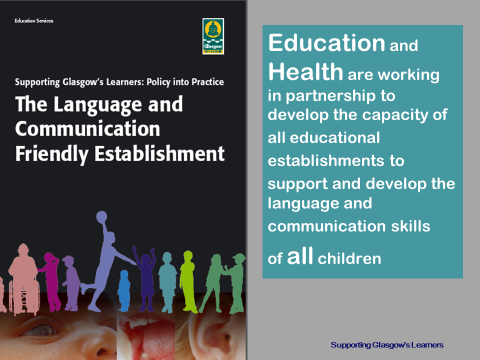 Education Services
Glasgow
Supporting Glasgow's Learners: Policy into Practice
The Language and
Communication
Friendly Establishment
Education and
Health are working
in partnership to
develop the capacity of
all educational
establishments to
support and develop the
language and
communication skills
of all children
Supporting Glasgow's Learners